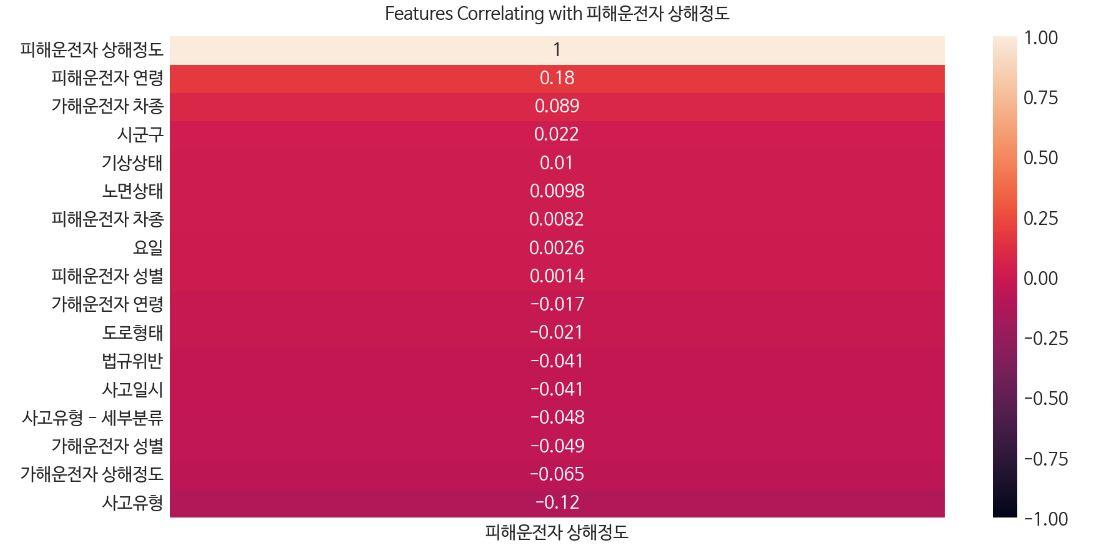 Features Correlating with 피해운전자 상해정도
피해운전자 상해정도 1
피해운전자 연령 0.18
가해운전자 차종 0.089
시군구 0.022
기상상태 0.01
노면상태 0.0098
피해운전자 차종 0.0082
요일 0.0026
피해운전자 성별 0.0014
가해운전자 연령 -0.017
도로형태 -0.021
법규위반 -0.041
사고일시 -0.041
사고유형 - 세부분류 -0.048
가해운전자 성별 -0.049
가해운전자 상해정도 -0.065
사고유형 -0.12
피해운전자 상해정도
1.00
0.75
0.50
0.25
0.00
-0.25
-0.50
-0.75
-1.00